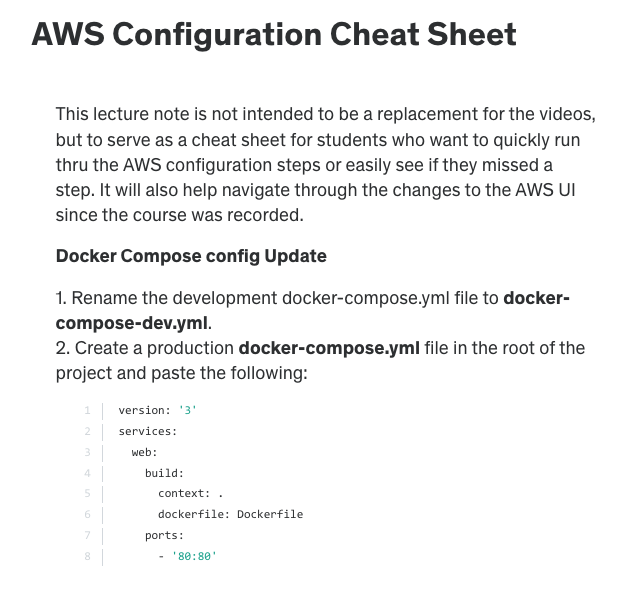 AWS Configuration Cheat Sheet
This lecture note is not intended to be a replacement for the videos,
but to serve as a cheat sheet for students who want to quickly run
thru the AWS configuration steps or easily see if they missed a
step. It will also help navigate through the changes to the AWS UI
since the course was recorded.
Docker Compose config Update
1. Rename the development docker-compose.yml file to docker-
compose-dev.yml.
2. Create a production docker-compose.yml file in the root of the
project and paste the following:
1 version: '3'
2 services:
3   web:
4     build:
5       context: .
6       dockerfile: Dockerfile
7     ports:
8       - '80:80'